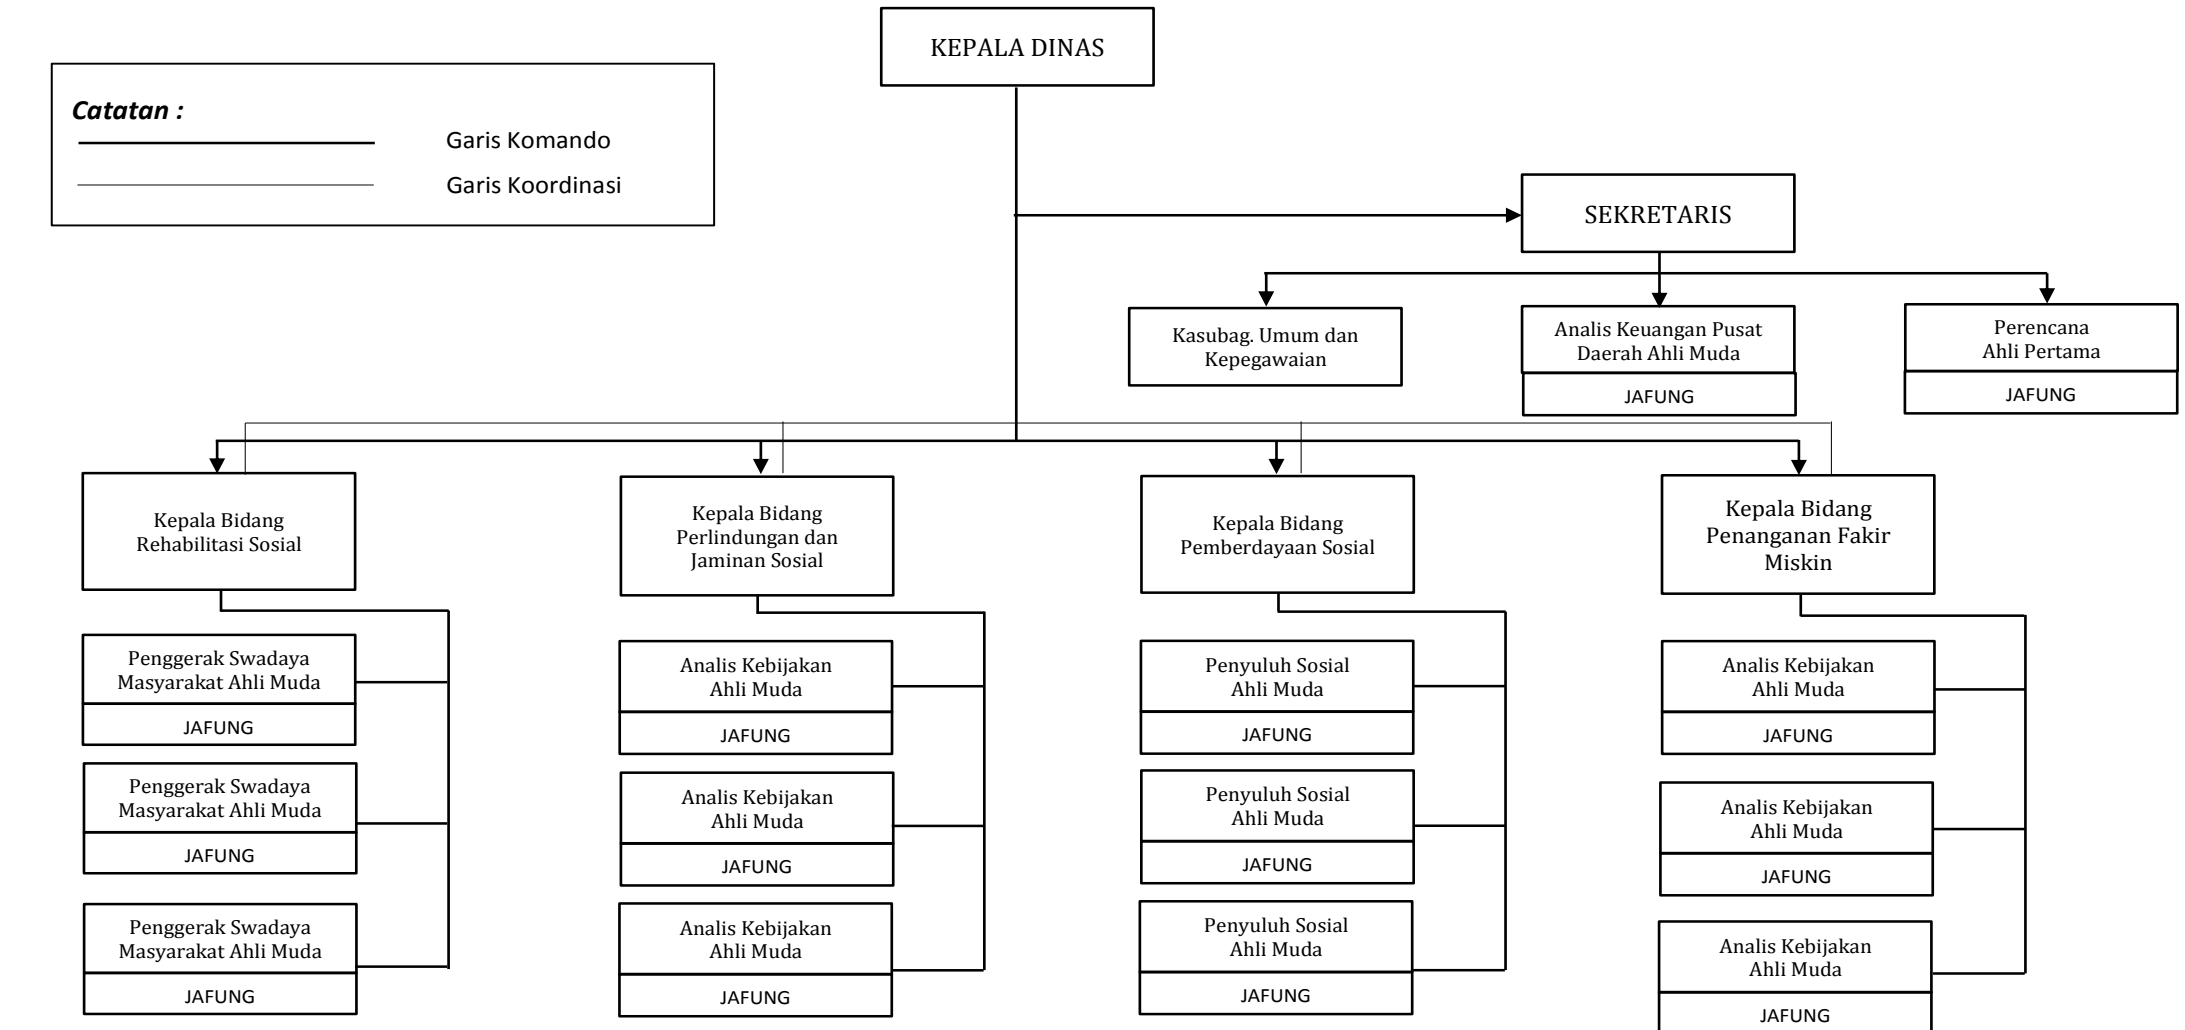 KEPALA DINAS
Catatan :
Garis Komando
Garis Koordinasi
SEKRETARIS
Kasubag. Umum dan
Kepegawaian
Analis Keuangan Pusat
Daerah Ahli Muda
JAFUNG
Perencana
Ahli Pertama
JAFUNG
Kepala Bidang
Rehabilitasi Sosial
Penggerak Swadaya
Masyarakat Ahli Muda
JAFUNG
Penggerak Swadaya
Masyarakat Ahli Muda
JAFUNG
Penggerak Swadaya
Masyarakat Ahli Muda
JAFUNG
Kepala Bidang
Perlindungan dan
Jaminan Sosial
Analis Kebijakan
Ahli Muda
JAFUNG
Analis Kebijakan
Ahli Muda
JAFUNG
Analis Kebijakan
Ahli Muda
JAFUNG
Kepala Bidang
Pemberdayaan Sosial
Penyuluh Sosial
Ahli Muda
JAFUNG
Penyuluh Sosial
Ahli Muda
JAFUNG
Penyuluh Sosial
Ahli Muda
JAFUNG
Kepala Bidang
Penanganan Fakir
Miskin
Analis Kebijakan
Ahli Muda
JAFUNG
Analis Kebijakan
Ahli Muda
JAFUNG
Analis Kebijakan
Ahli Muda
JAFUNG